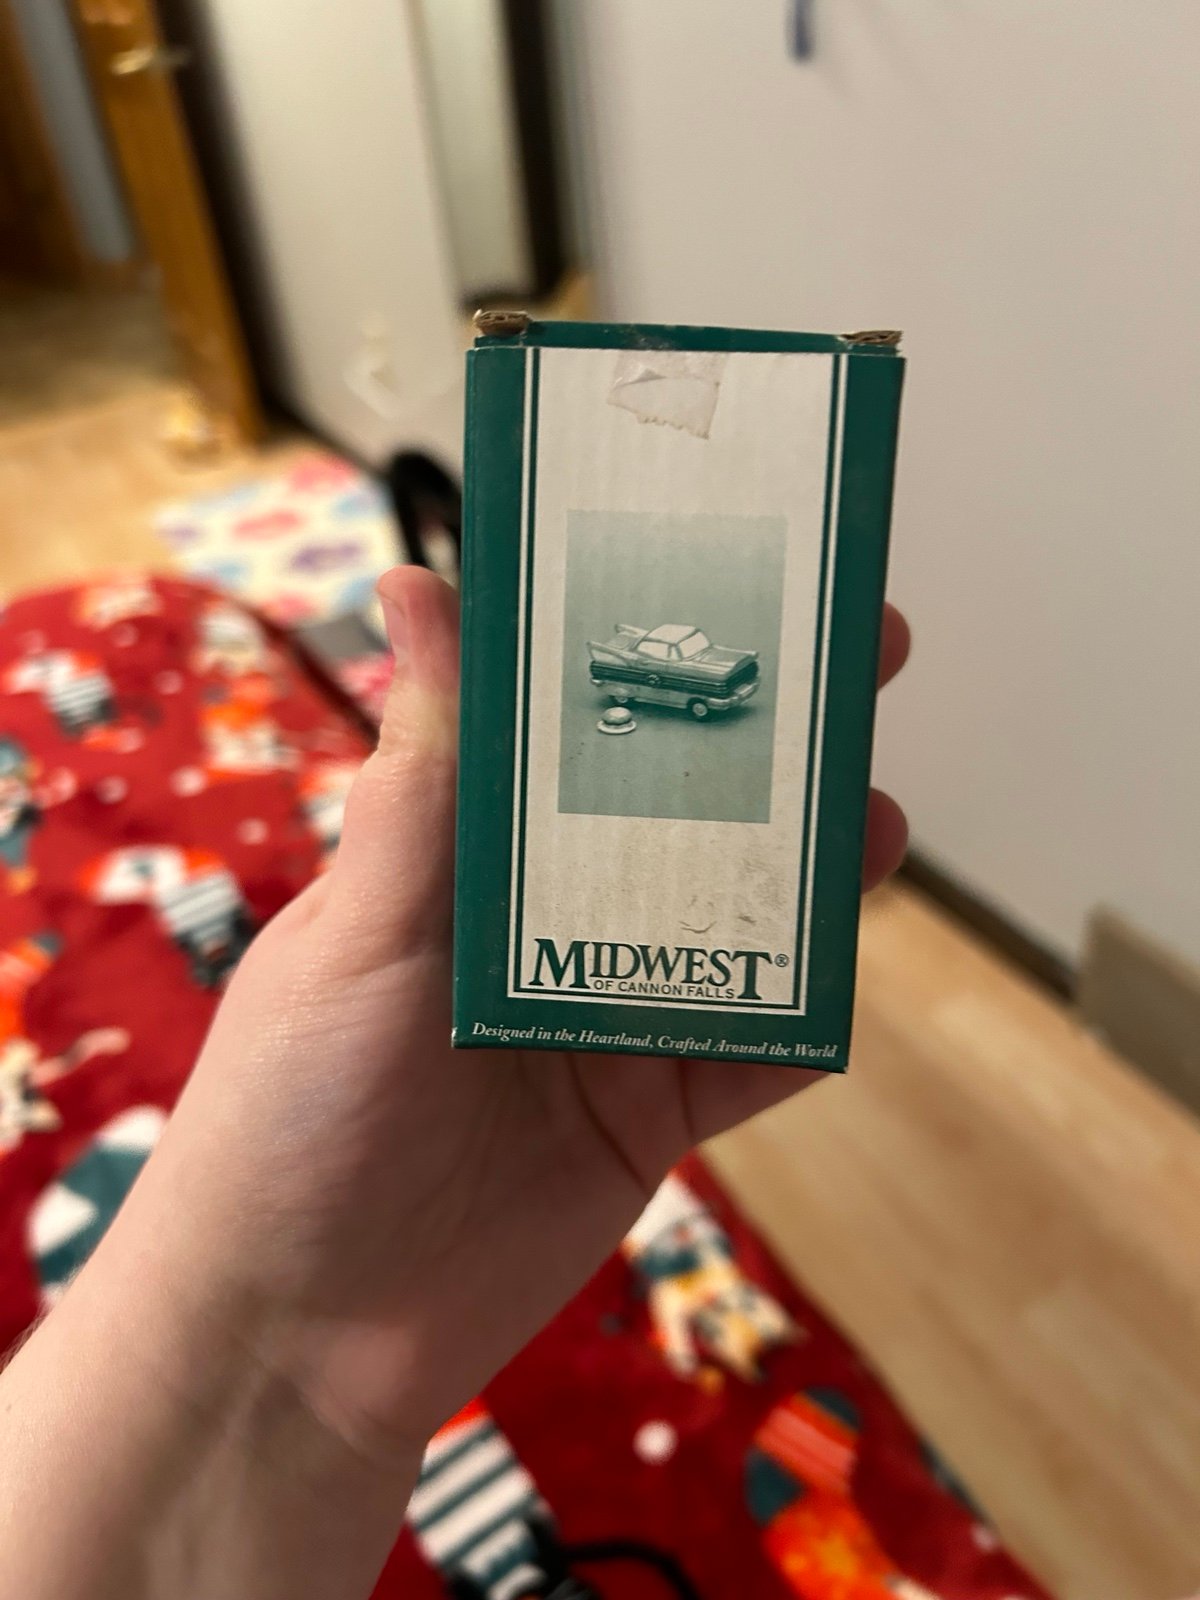 MIDWEST®
OF CANNON FALLS
Designed in the Heartland, Crafted Around the World